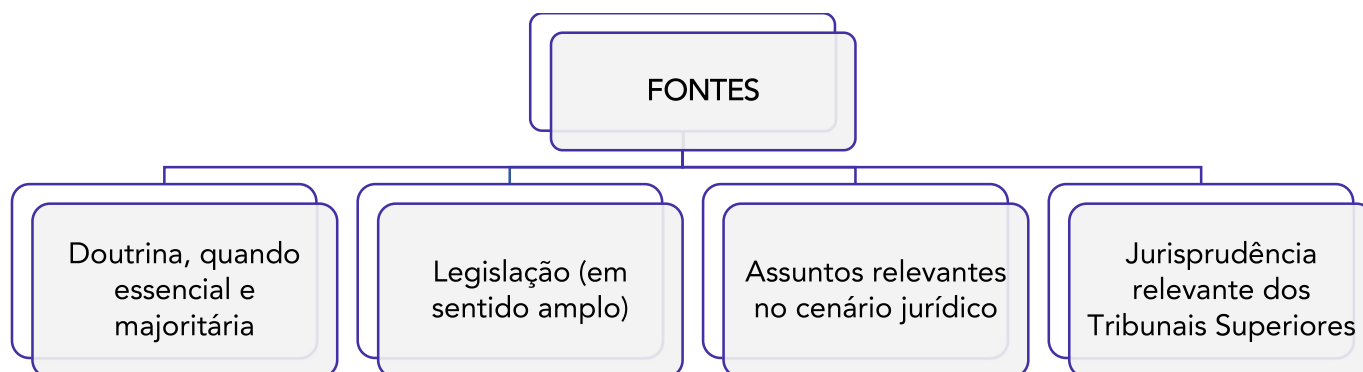 FONTES
Doutrina, quando
essencial e
majoritária
Legislação (em
sentido amplo)
Assuntos relevantes
no cenário jurídico
Jurisprudência
relevante dos
Tribunais Superiores